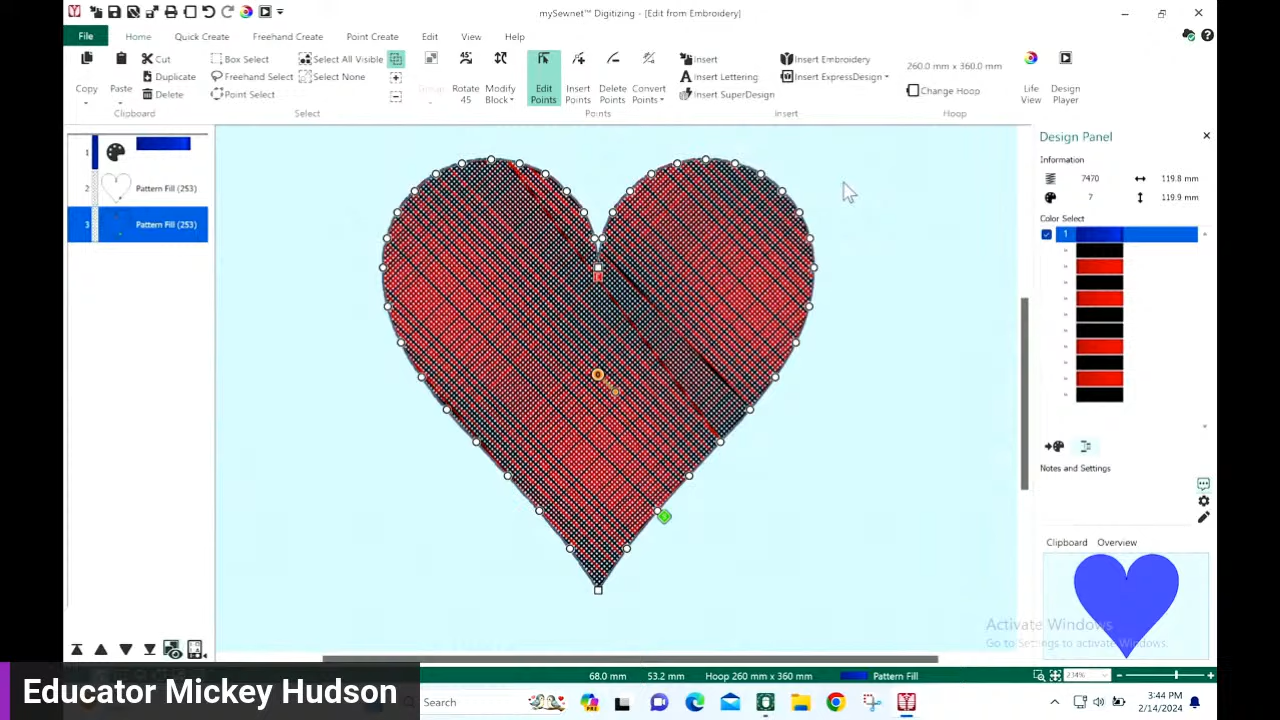 mySewnet™ Digitizing - [Edit from Embroidery]
File Home Quick Create Freehand Create Point Create Edit View Help
Copy
Paste
Cut
Duplicate
Delete
Clipboard
Box Select
Freehand Select
Point Select
Select All Visible
Select None
Select
Group
Rotate 45
Modify Block
Edit Points
Insert Points
Delete Points
Convert Points
Points
Insert
Insert Lettering
Insert SuperDesign
Insert Embroidery
Insert ExpressDesign
Insert
260.0 mm x 360.0 mm
Change Hoop
Hoop
Life View
Design Player
1
2 Pattern Fill (253)
3 Pattern Fill (253)
Design Panel
Information
7470 119.8 mm
7 119.9 mm
Color Select
1
Notes and Settings
Clipboard Overview
Activate Windows
Go to Settings to activate Windows.
68.0 mm 53.2 mm Hoop 260 mm x 360 mm Pattern Fill
234%
Educator Mickey Hudson
Search
3:44 PM
2/14/2024